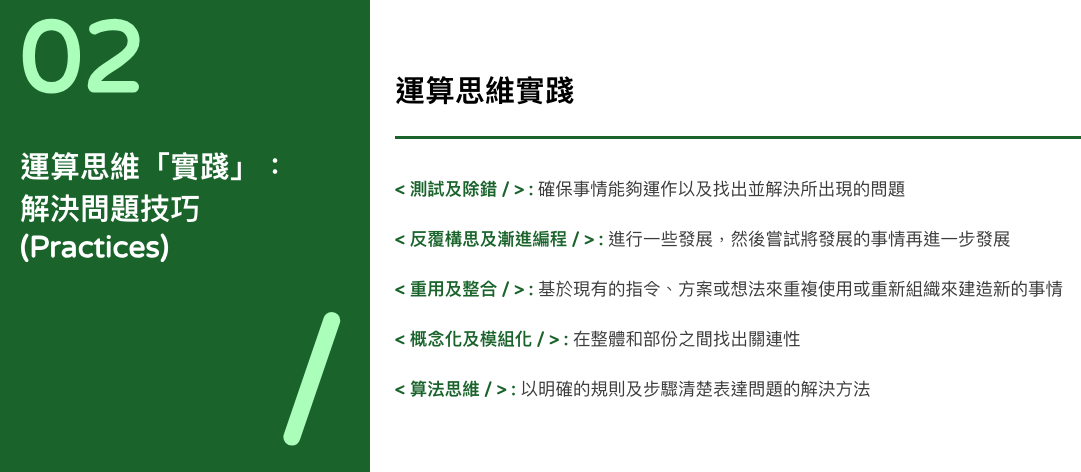 02
運算思維「實踐」：
解決問題技巧
(Practices)
/
運算思維實踐
< 測試及除錯 / > : 確保事情能夠運作以及找出並解決所出現的問題
< 反覆構思及漸進編程 / > : 進行一些發展，然後嘗試將發展的事情再進一步發展
< 重用及整合 / > : 基於現有的指令、方案或想法來重複使用或重新組織來建造新的事情
< 概念化及模組化 / > : 在整體和部份之間找出關連性
< 算法思維 / > : 以明確的規則及步驟清楚表達問題的解決方法